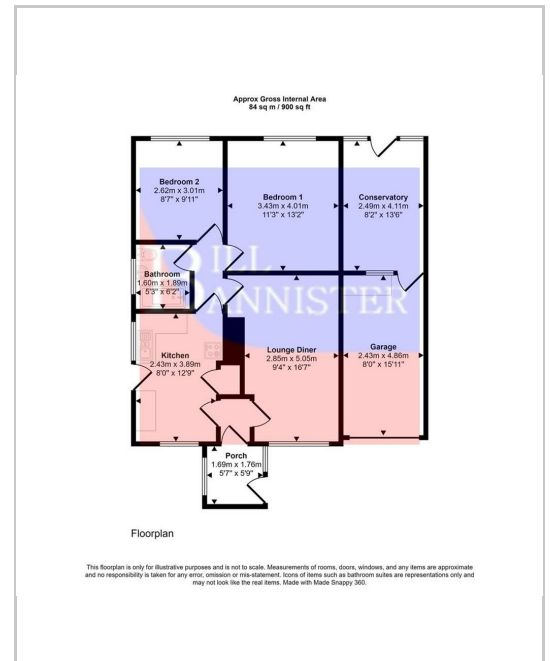 Approx Gross Internal Area
84 sq m / 900 sq ft
Bedroom 2
2.62m x 3.01m
8'7" x 9'11"
Bedroom 1
3.43m x 4.01m
11'3" x 13'2"
Conservatory
2.49m x 4.11m
8'2" x 13'6"
Bathroom
1.60m x 1.89m
5'3" x 6'2"
BILL
BANNISTER
Kitchen
2.43m x 3.89m
8'0" x 12'9"
Lounge Diner
2.85m x 5.05m
9'4" x 16'7"
Garage
2.43m x 4.86m
8'0" x 15'11"
Porch
1.69m x 1.76m
5'7" x 5'9"
Floorplan
This floorplan is only for illustrative purposes and is not to scale. Measurements of rooms, doors, windows, and any items are approximate
and no responsibility is taken for any error, omission or mis-statement. Icons of items such as bathroom suites are representations only and
may not look like the real items. Made with Made Snappy 360.